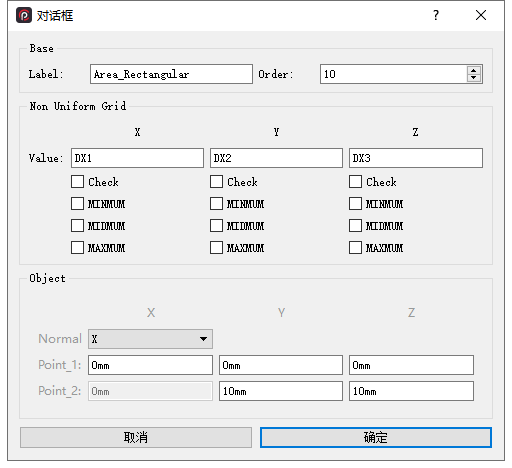 对话框
Base
Label: Area_Rectangular Order: 10
Non Uniform Grid
X Y Z
Value: DX1 DX2 DX3
Check Check Check
MINMUM MINMUM MINMUM
MIDMUM MIDMUM MIDMUM
MAXMUM MAXMUM MAXMUM
Object
X Y Z
Normal X
Point_1: 0mm 0mm 0mm
Point_2: 0mm 10mm 10mm
取消 确定